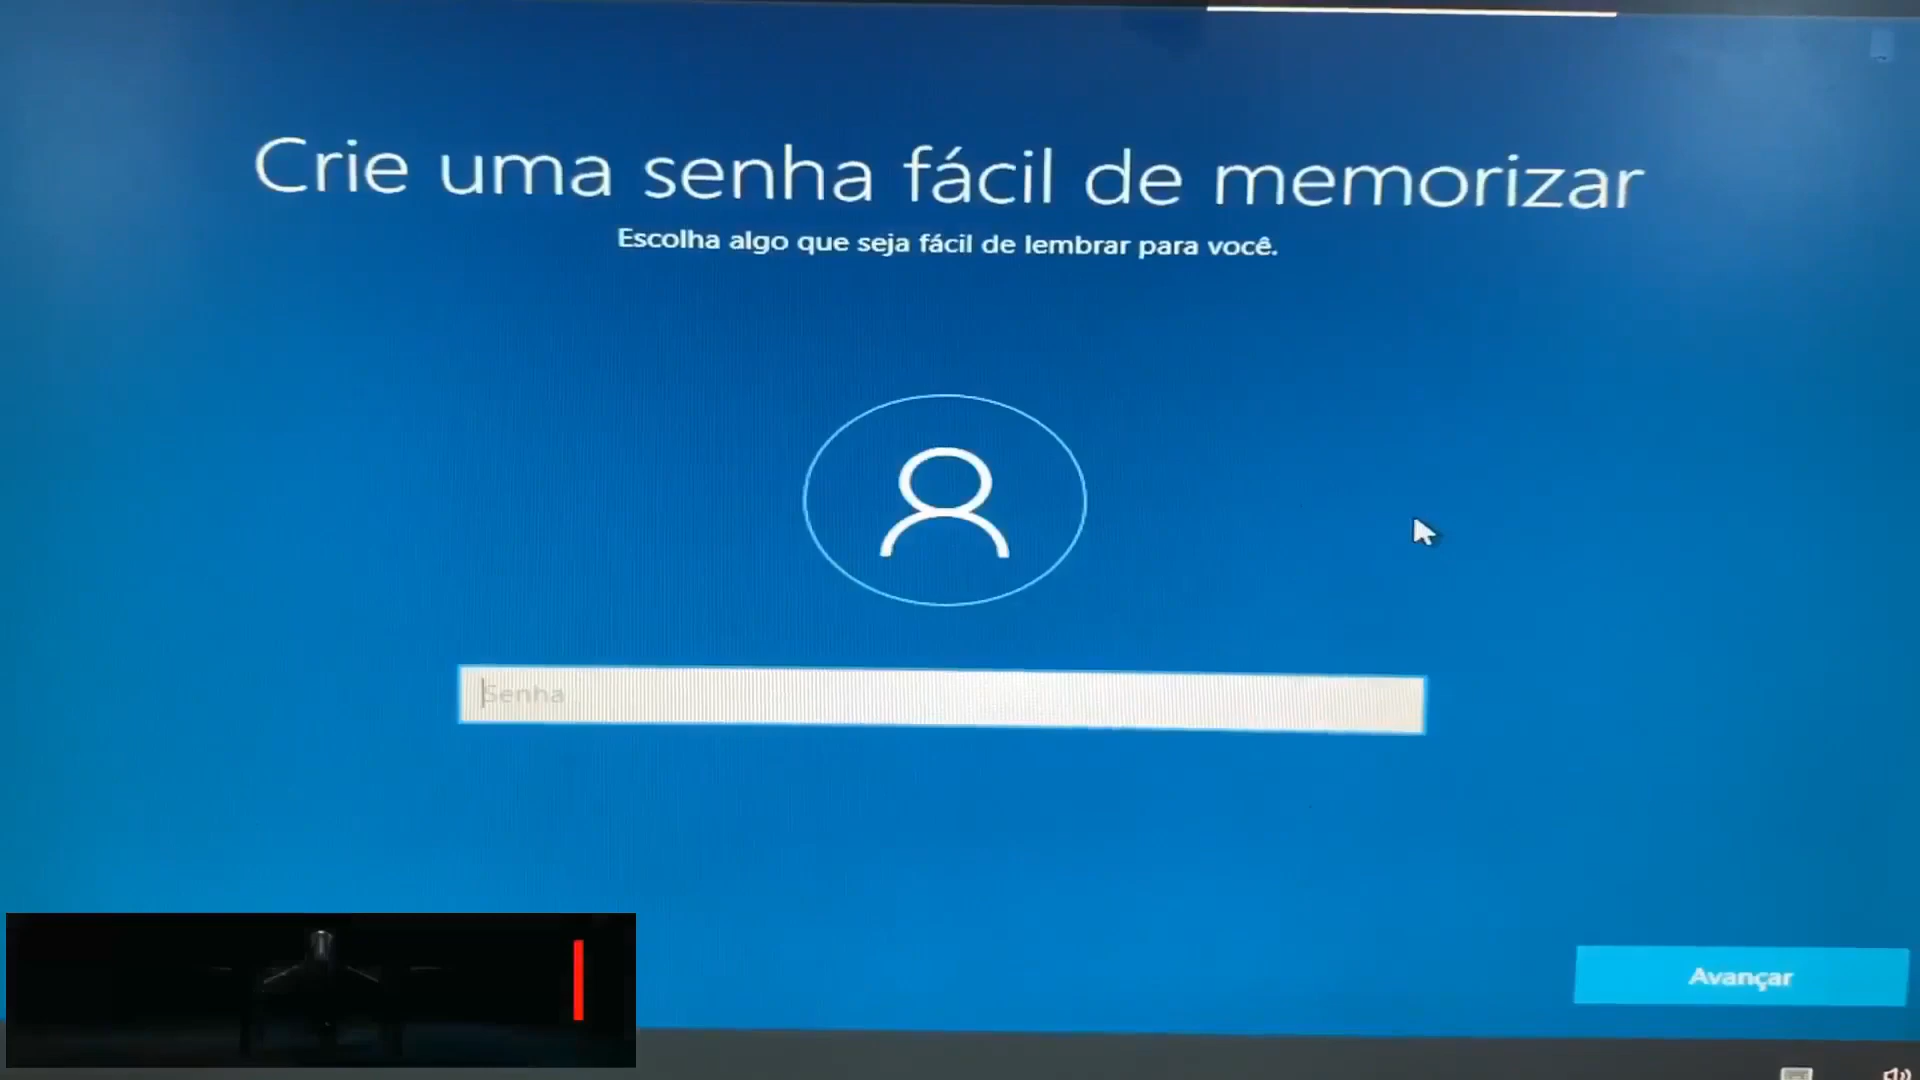 Crie uma senha fácil de memorizar
Escolha algo que seja fácil de lembrar para você.
Senha
Avançar